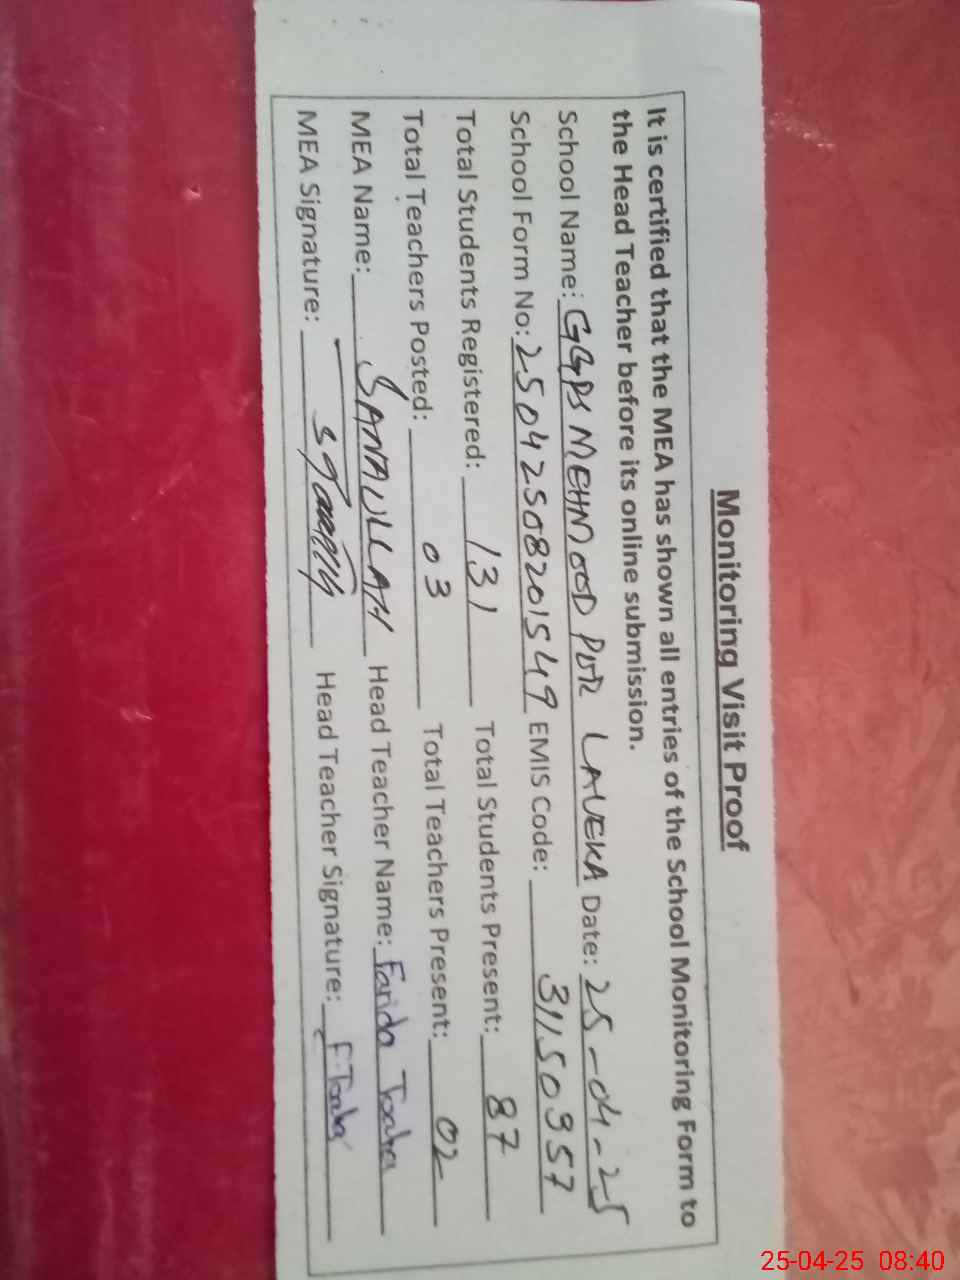 Monitoring Visit Proof
It is certified that the MEA has shown all entries of the School Monitoring Form to
the Head Teacher before its online submission.
School Name: GGPS MEHMOOD PUR LAVEKA Date: 25-04-25
School Form No: 25042508201549 EMIS Code: 31150357
Total Students Registered: 131 Total Students Present: 87
Total Teachers Posted: 03 Total Teachers Present: 02
MEA Name: SANAULLAH Head Teacher Name: Farida
MEA Signature: Head Teacher Signature:
25-04-25 08:40